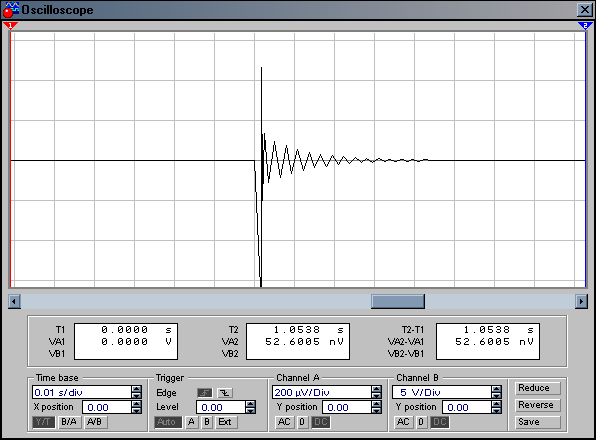 Oscilloscope
1 2
T1 0.0000 s T2 1.0538 s T2-T1 1.0538 s
VA1 0.0000 V VA2 52.6005 nV VA2-VA1 52.6005 nV
VB1 VB2 VB2-VB1
Time base Trigger Channel A Channel B
0.01 s/div Edge 200 µV/Div 5 V/Div Reduce
X position 0.00 Level 0.00 Y position 0.00 Y position 0.00 Reverse
Y/T B/A A/B Auto A B Ext AC 0 DC AC 0 DC Save